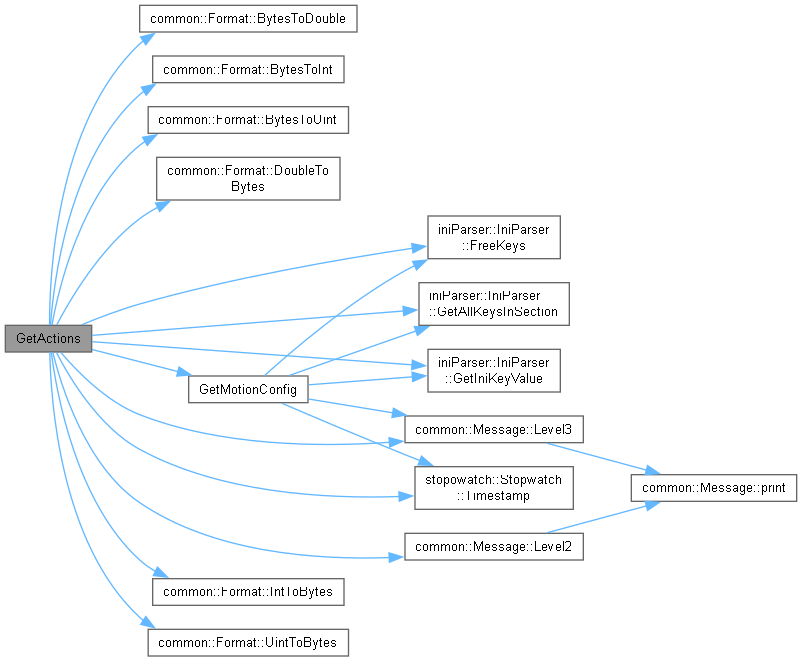 common::Format::BytesToDouble
common::Format::BytesToInt
common::Format::BytesToUint
common::Format::DoubleTo
Bytes
iniParser::IniParser
::FreeKeys
iniParser::IniParser
::GetAllKeysInSection
GetActions
iniParser::IniParser
::GetIniKeyValue
GetMotionConfig
common::Message::Level3
stopowatch::Stopwatch
::Timestamp
common::Message::print
common::Message::Level2
common::Format::IntToBytes
common::Format::UintToBytes